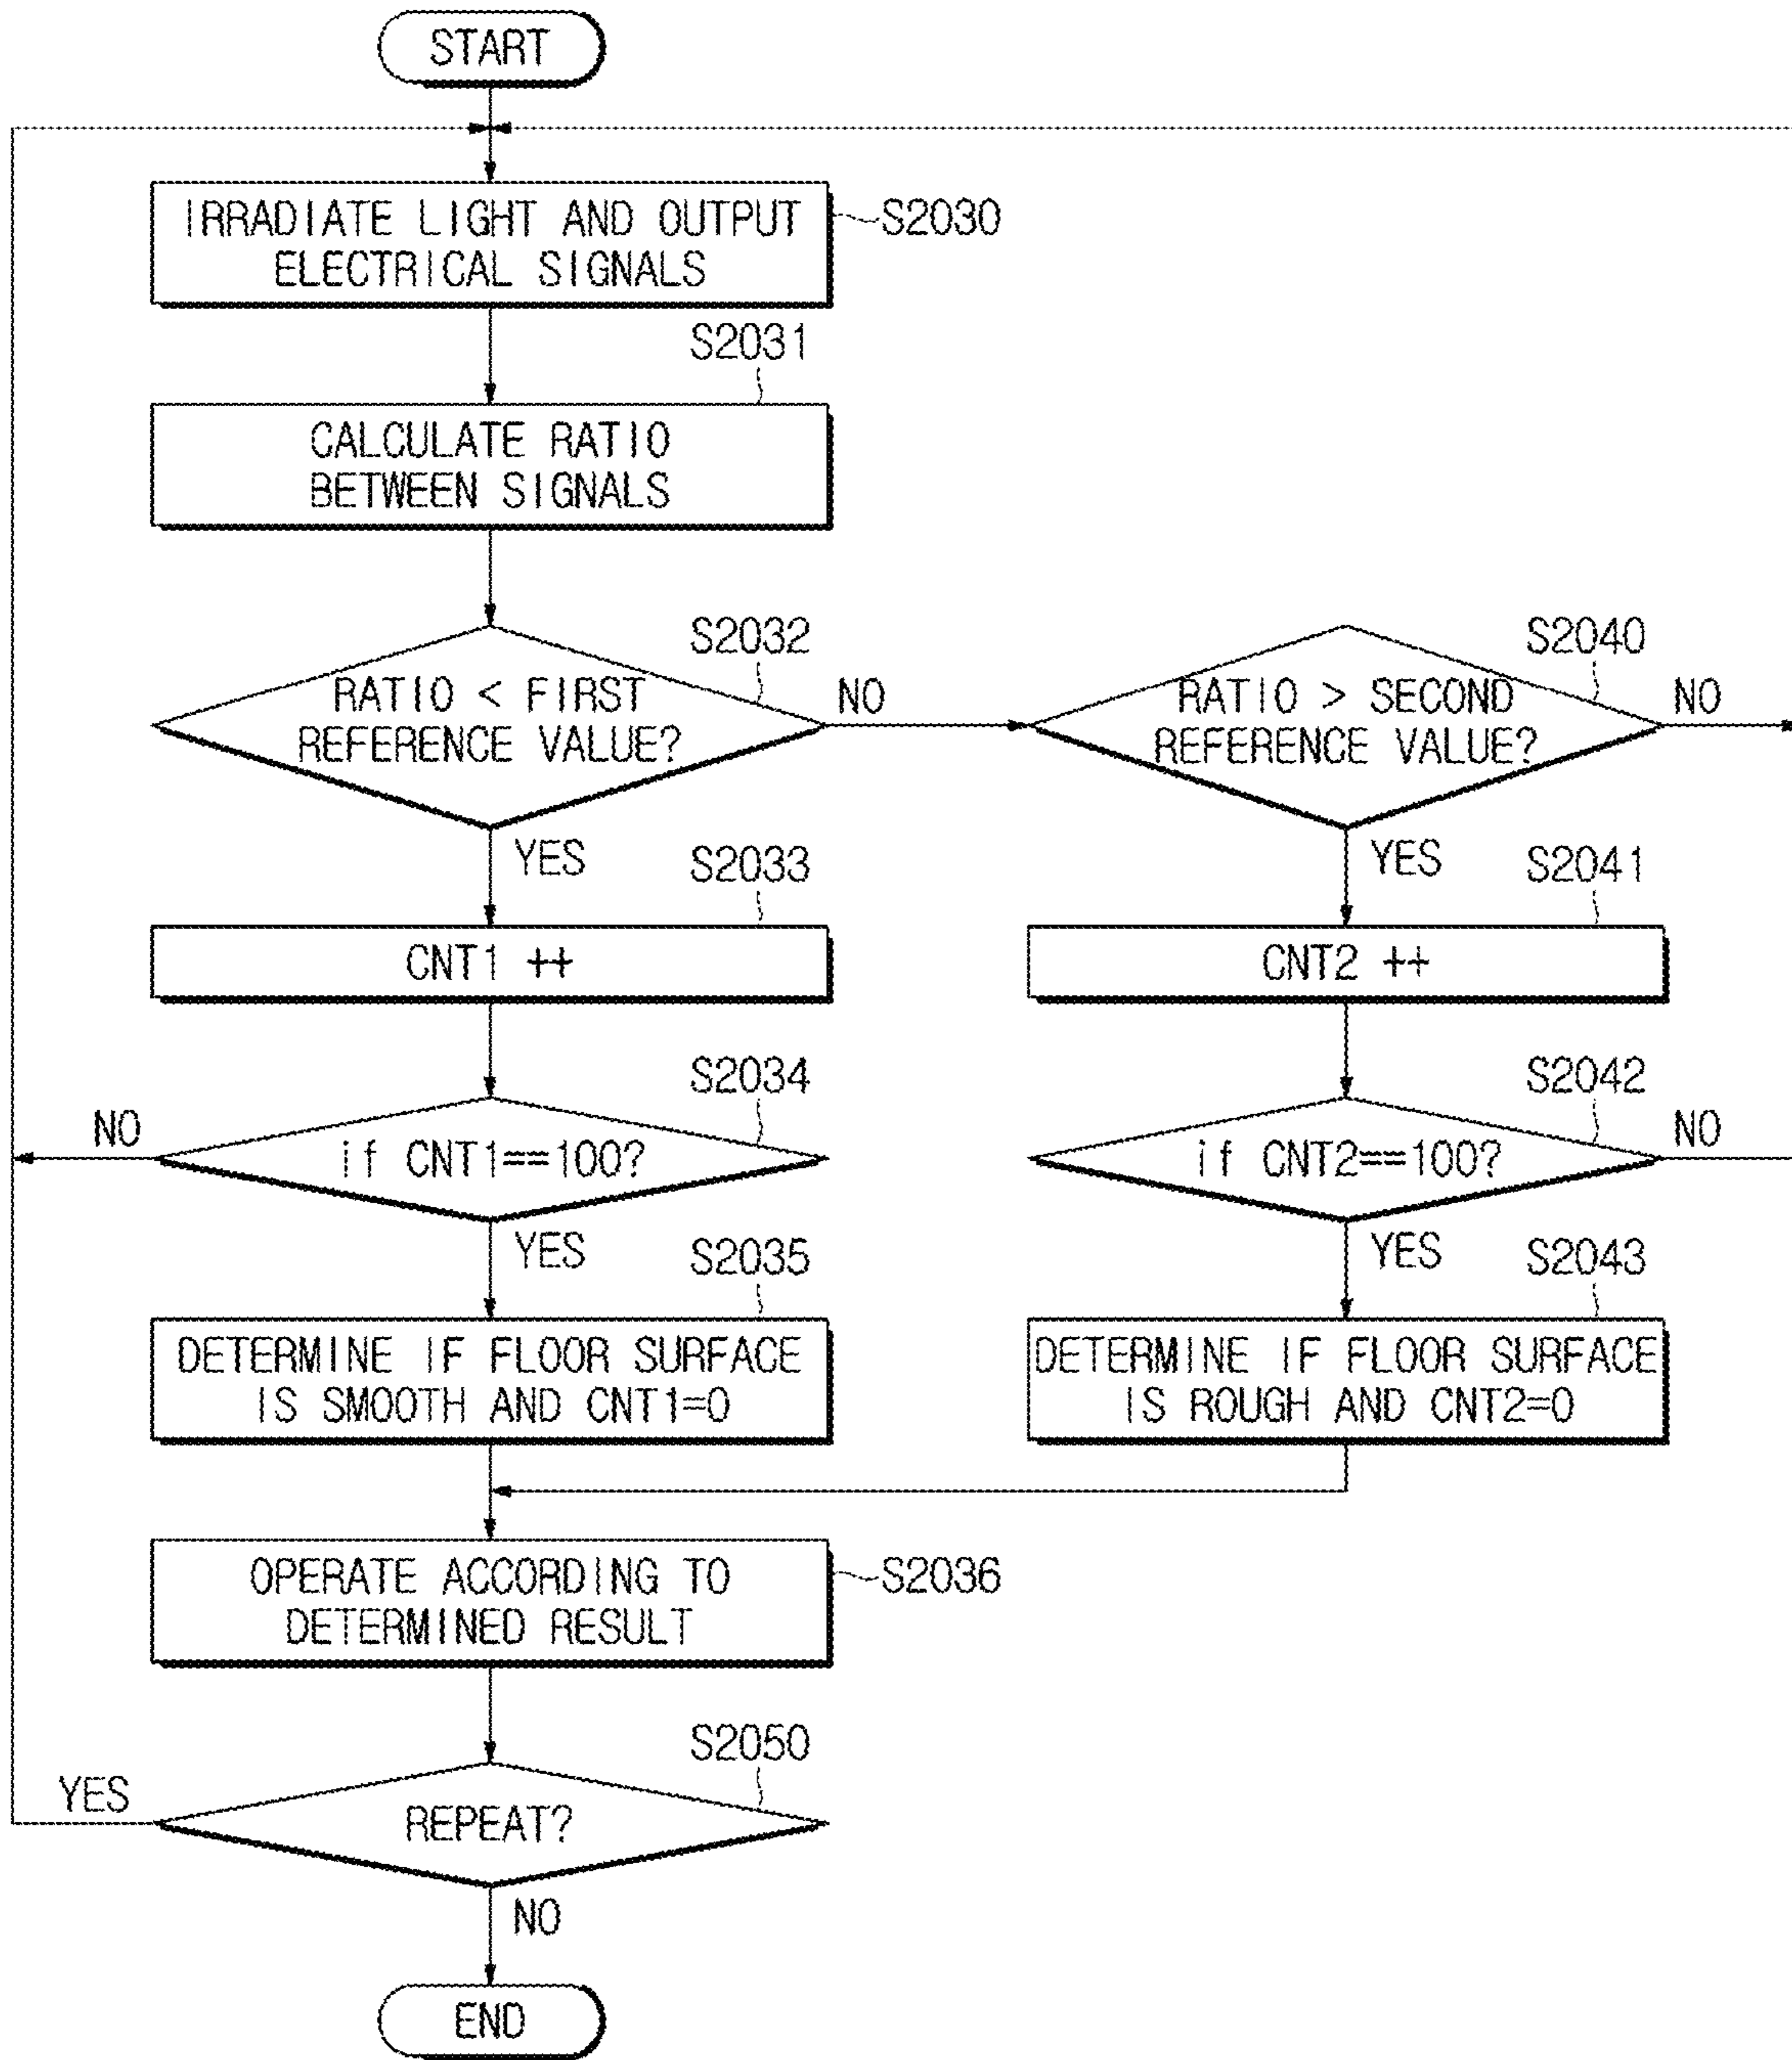 START
IRRADIATE LIGHT AND OUTPUT
ELECTRICAL SIGNALS
S2030
S2031
CALCULATE RATIO
BETWEEN SIGNALS
S2032
RATIO < FIRST
REFERENCE VALUE?
NO
S2040
RATIO > SECOND
REFERENCE VALUE?
NO
YES
S2033
CNT1 ++
YES
S2041
CNT2 ++
S2034
NO
if CNT1==100?
S2042
if CNT2==100?
NO
YES
S2035
DETERMINE IF FLOOR SURFACE
IS SMOOTH AND CNT1=0
YES
S2043
DETERMINE IF FLOOR SURFACE
IS ROUGH AND CNT2=0
OPERATE ACCORDING TO
DETERMINED RESULT
S2036
S2050
YES
REPEAT?
NO
END